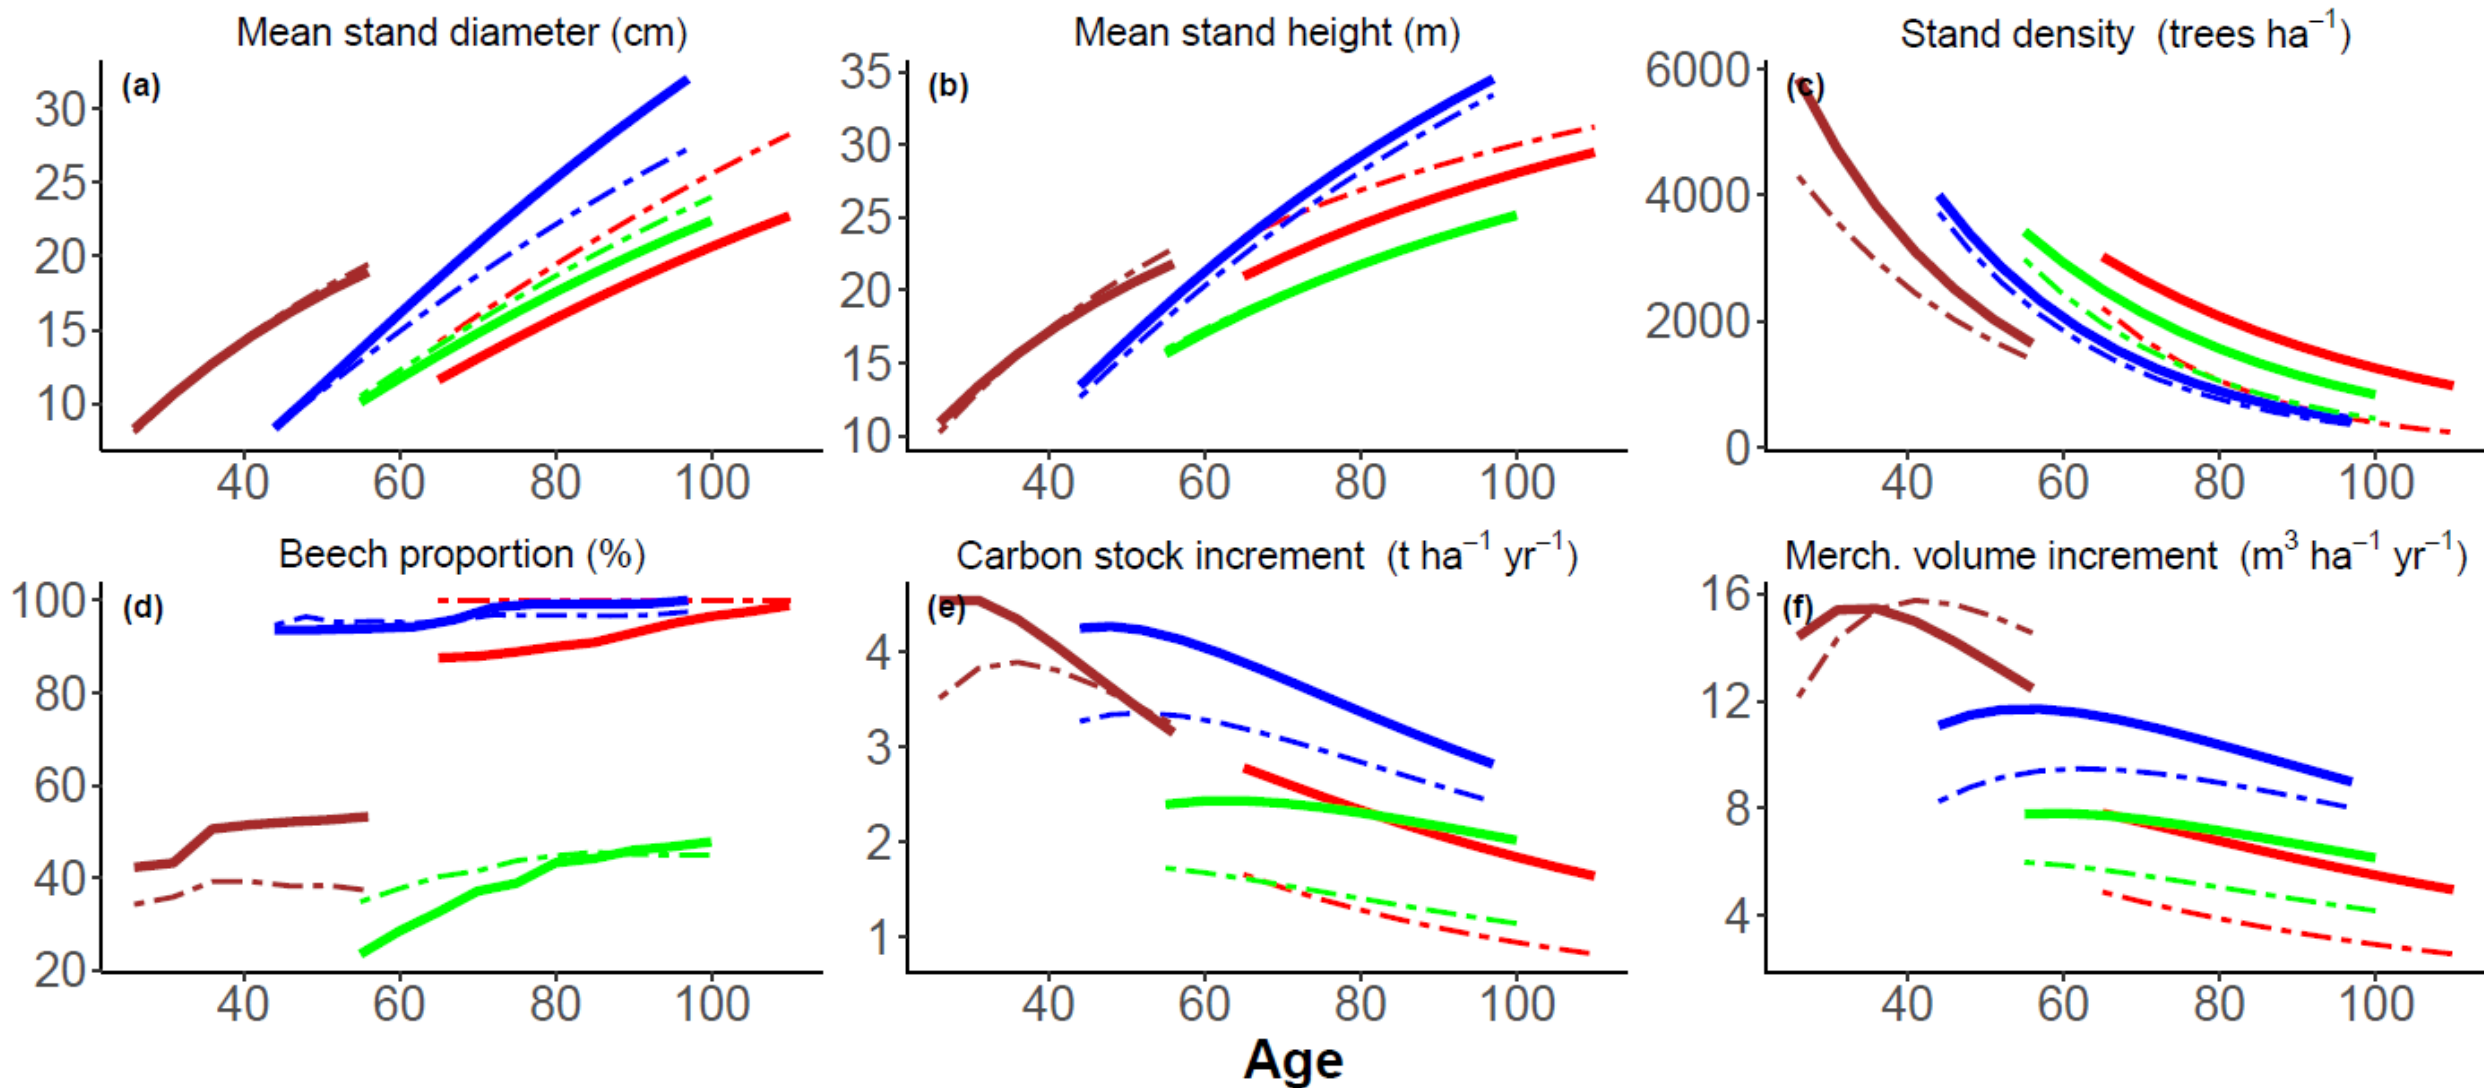 Mean stand diameter (cm)
(a)
30
25
20
15
10
40 60 80 100
Mean stand height (m)
(b)
35
30
25
20
15
10
40 60 80 100
Stand density (trees ha⁻¹)
(c)
6000
4000
2000
0
40 60 80 100
Beech proportion (%)
(d)
100
80
60
40
20
40 60 80 100
Carbon stock increment (t ha⁻¹ yr⁻¹)
(e)
4
3
2
1
40 60 80 100
Merch. volume increment (m³ ha⁻¹ yr⁻¹)
(f)
16
12
8
4
40 60 80 100
Age